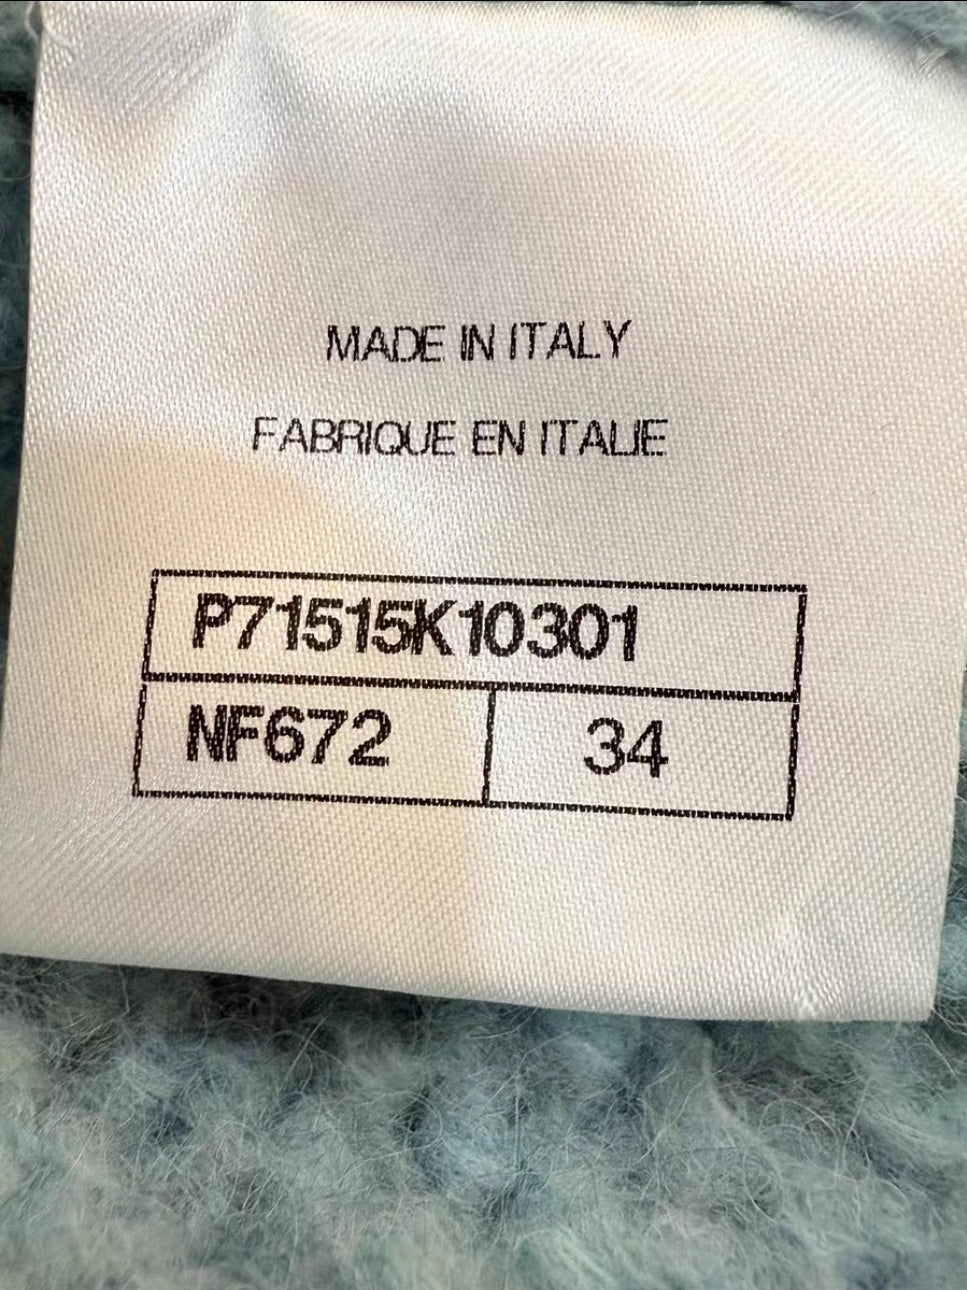 MADE IN ITALY
FABRIQUE EN ITALIE
P71515K10301
NF672 34